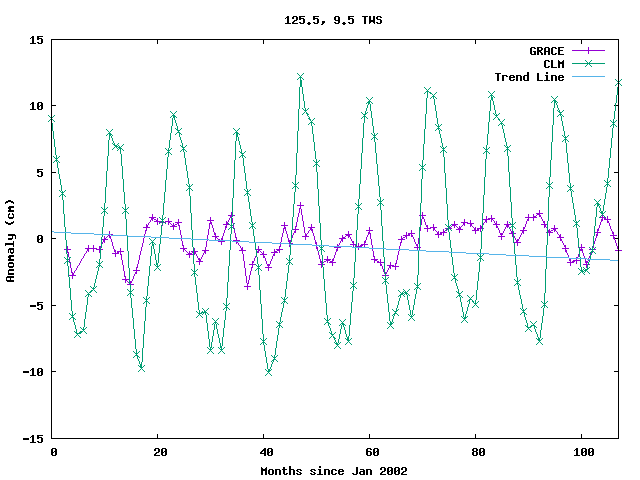 125.5, 9.5 TWS
GRACE
CLM
Trend Line
15
10
5
0
-5
-10
-15
Anomaly (cm)
0 20 40 60 80 100
Months since Jan 2002